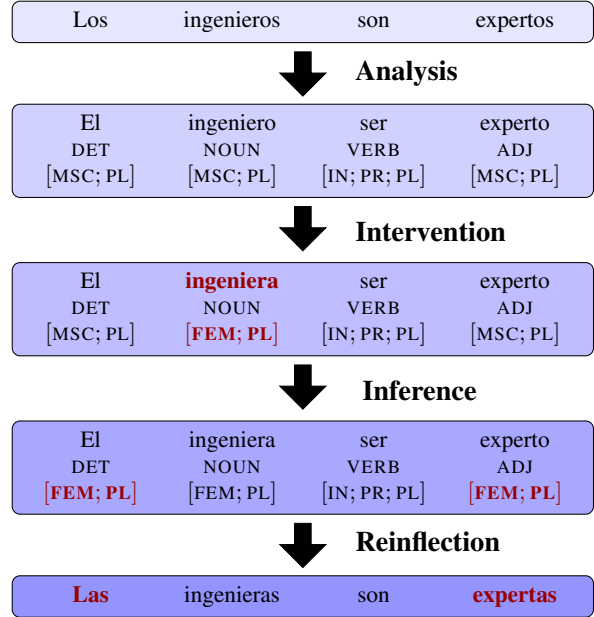 Los ingenieros son expertos
Analysis
El ingeniero ser experto
DET NOUN VERB ADJ
[MSC; PL] [MSC; PL] [IN; PR; PL] [MSC; PL]
Intervention
El ingeniera ser experto
DET NOUN VERB ADJ
[MSC; PL] [FEM; PL] [IN; PR; PL] [MSC; PL]
Inference
El ingeniera ser experto
DET NOUN VERB ADJ
[FEM; PL] [FEM; PL] [IN; PR; PL] [FEM; PL]
Reinflection
Las ingenieras son expertas